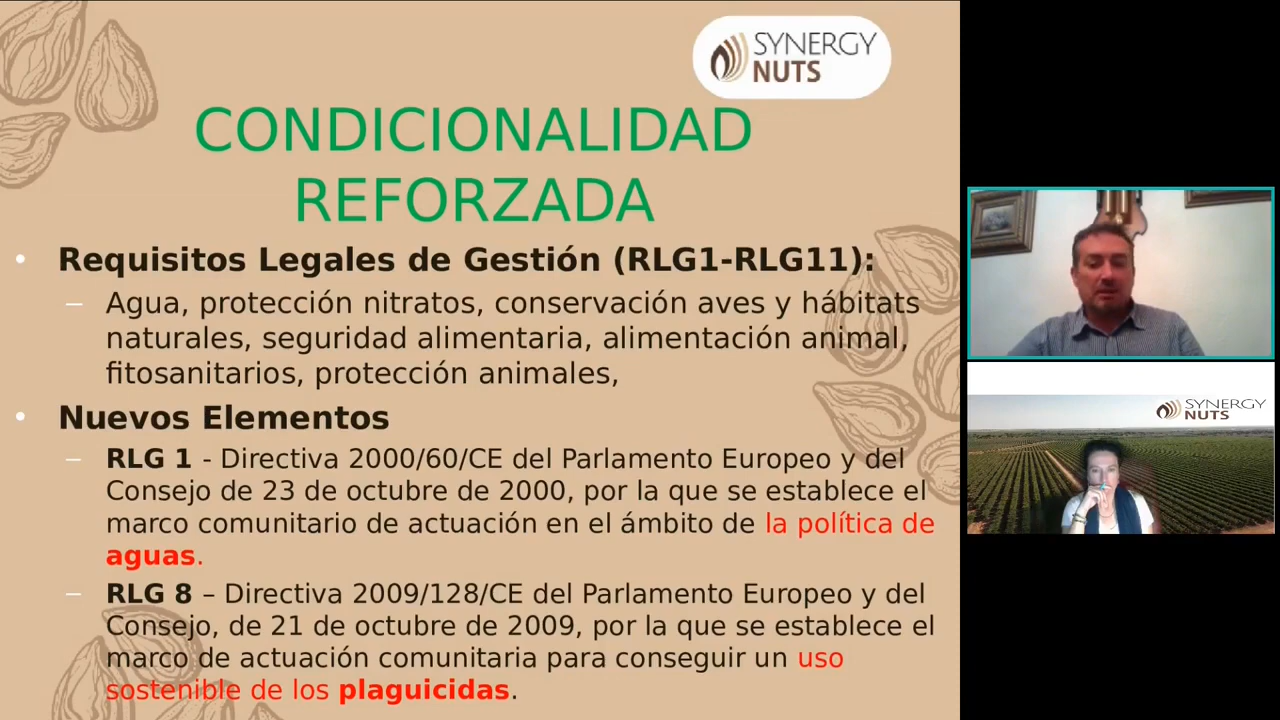 SYNERGY
NUTS
CONDICIONALIDAD
REFORZADA
• Requisitos Legales de Gestión (RLG1-RLG11):
– Agua, protección nitratos, conservación aves y hábitats
naturales, seguridad alimentaria, alimentación animal,
fitosanitarios, protección animales,
• Nuevos Elementos
– RLG 1 - Directiva 2000/60/CE del Parlamento Europeo y del
Consejo de 23 de octubre de 2000, por la que se establece el
marco comunitario de actuación en el ámbito de la política de
aguas.
– RLG 8 – Directiva 2009/128/CE del Parlamento Europeo y del
Consejo, de 21 de octubre de 2009, por la que se establece el
marco de actuación comunitaria para conseguir un uso
sostenible de los plaguicidas.
SYNERGY
NUTS